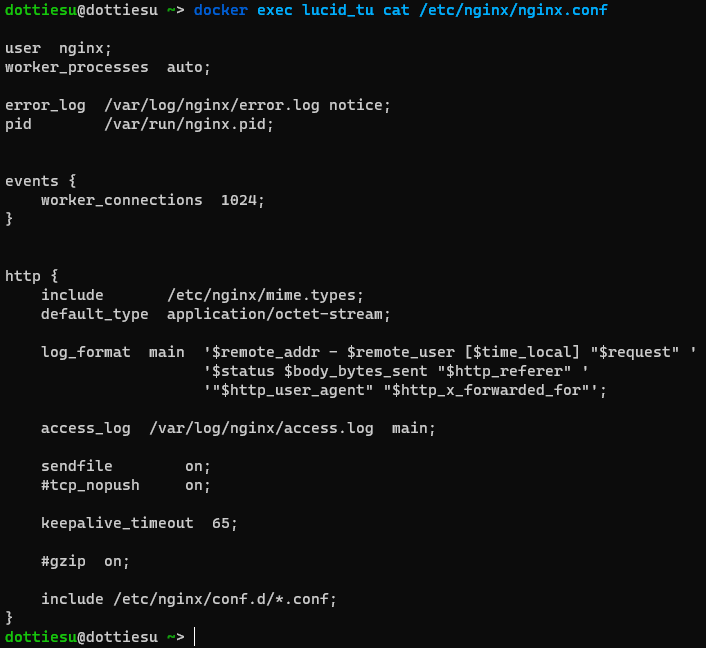 dottiesu@dottiesu ~> docker exec lucid_tu cat /etc/nginx/nginx.conf

user  nginx;
worker_processes  auto;

error_log  /var/log/nginx/error.log notice;
pid        /var/run/nginx.pid;


events {
    worker_connections  1024;
}


http {
    include       /etc/nginx/mime.types;
    default_type  application/octet-stream;

    log_format  main  '$remote_addr - $remote_user [$time_local] "$request" '
                      '$status $body_bytes_sent "$http_referer" '
                      '"$http_user_agent" "$http_x_forwarded_for"';

    access_log  /var/log/nginx/access.log  main;

    sendfile        on;
    #tcp_nopush     on;

    keepalive_timeout  65;

    #gzip  on;

    include /etc/nginx/conf.d/*.conf;
}
dottiesu@dottiesu ~>